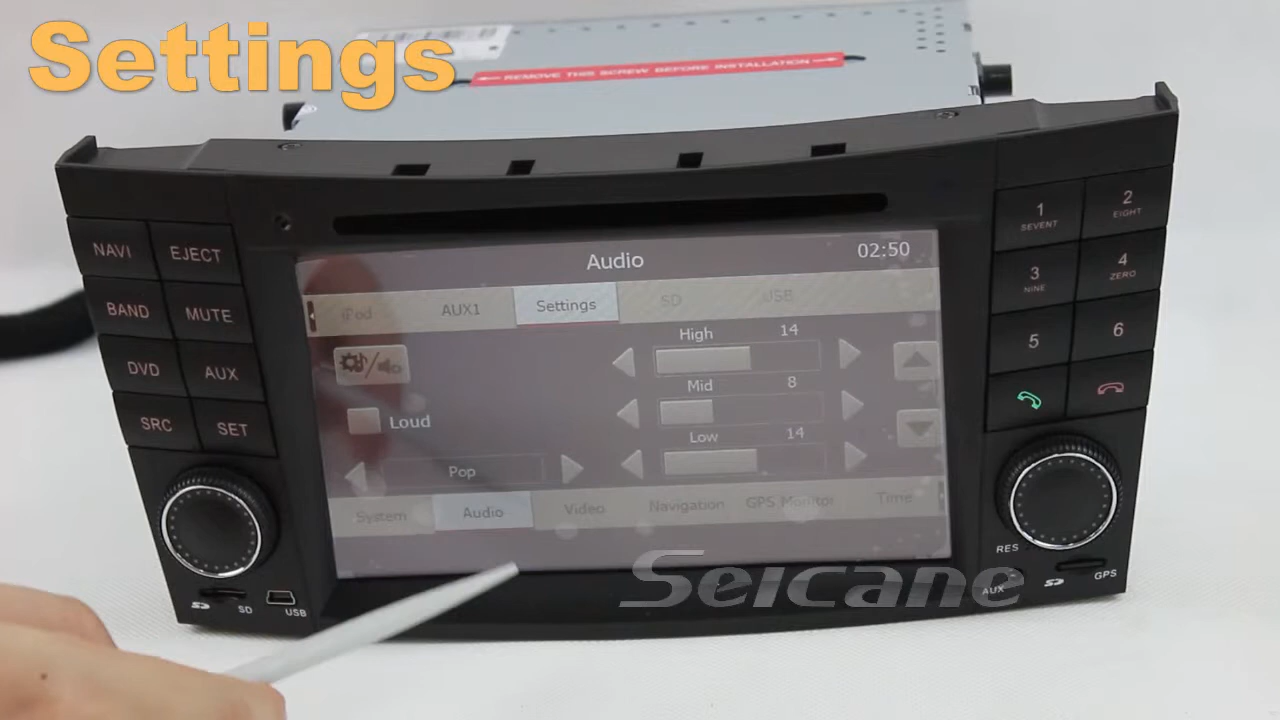 Settings
REMOVE THIS SCREW BEFORE INSTALLATION
NAVI EJECT
BAND MUTE
DVD AUX
SRC SET
SD
USB
1
SEVENT
2
EIGHT
3
NINE
4
ZERO
5 6
RES
AUX
GPS
Audio 02:50
iPod AUX1 Settings SD USB
High 14
Mid 8
Loud
Low 14
Pop
System Audio Video Navigation GPS Monitor Time
Seicane